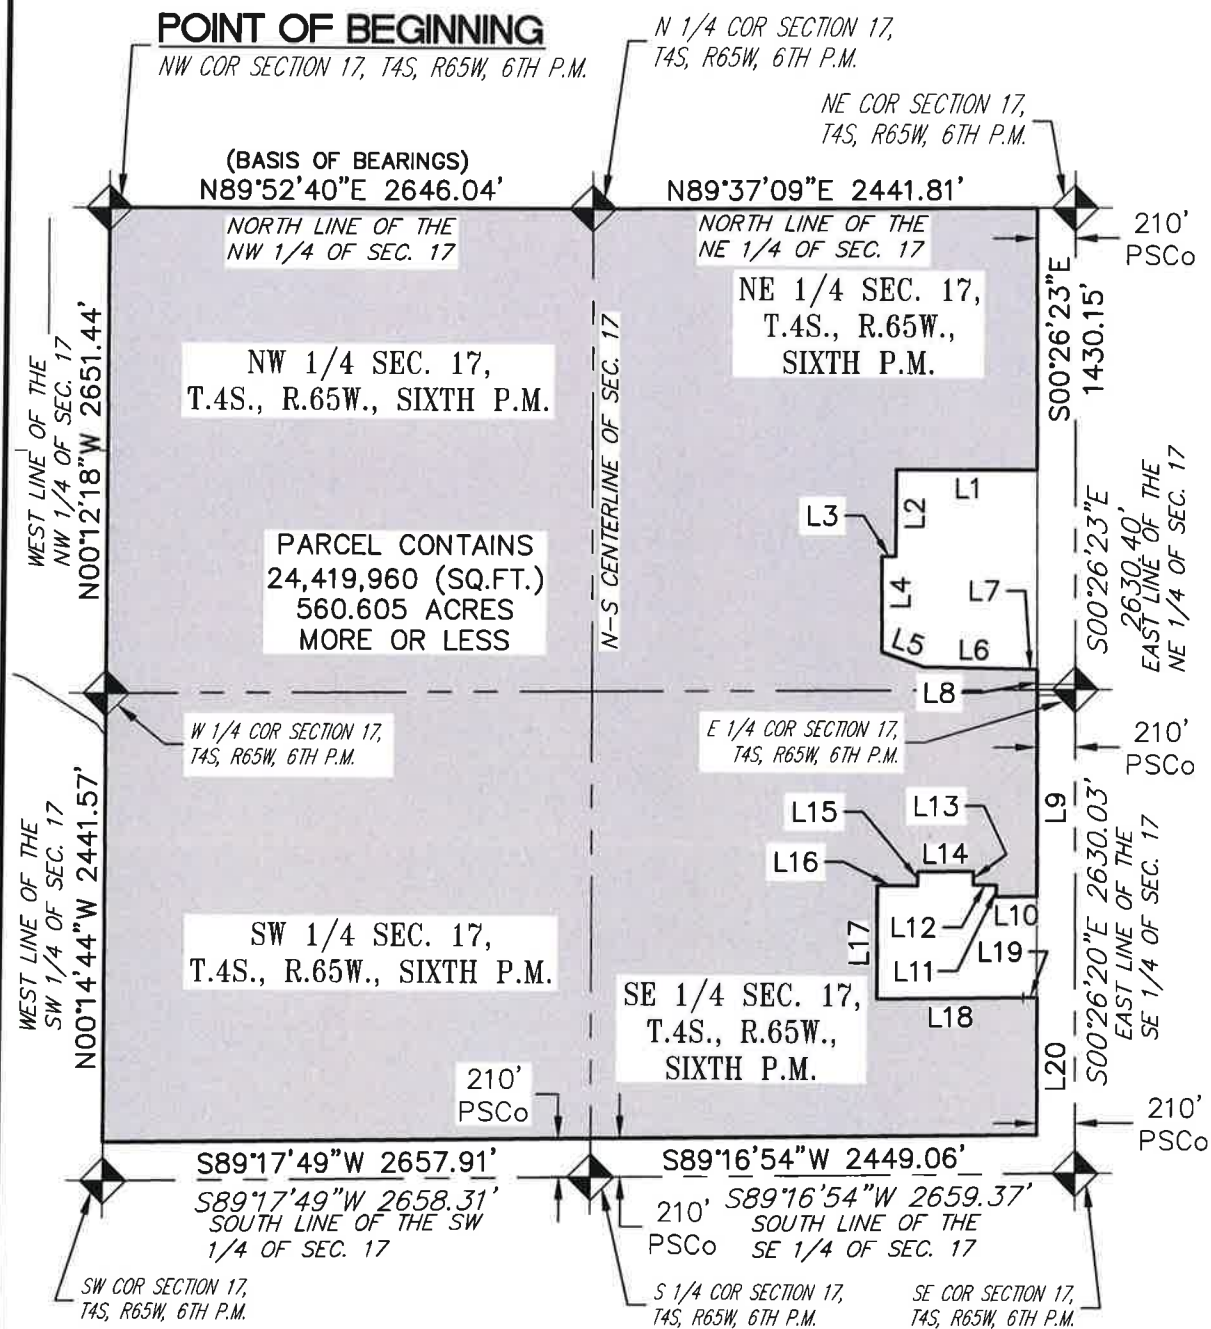 POINT OF BEGINNING
NW COR SECTION 17, T4S, R65W, 6TH P.M.
N 1/4 COR SECTION 17,
T4S, R65W, 6TH P.M.
NE COR SECTION 17,
T4S, R65W, 6TH P.M.
(BASIS OF BEARINGS)
N89°52'40"E 2646.04'
N89°37'09"E 2441.81'
NORTH LINE OF THE
NW 1/4 OF SEC. 17
NORTH LINE OF THE
NE 1/4 OF SEC. 17
210'
PSCo
NE 1/4 SEC. 17,
T.4S., R.65W.,
SIXTH P.M.
S00°26'23"E
1430.15'
NW 1/4 SEC. 17,
T.4S., R.65W., SIXTH P.M.
N-S CENTERLINE OF SEC. 17
WEST LINE OF THE
NW 1/4 OF SEC. 17
N00°12'18"W 2651.44'
L1
L2
L3
L4
L5
L6
L7
L8
PARCEL CONTAINS
24,419,960 (SQ.FT.)
560.605 ACRES
MORE OR LESS
S00°26'23"E
2630.40'
EAST LINE OF THE
NE 1/4 OF SEC. 17
W 1/4 COR SECTION 17,
T4S, R65W, 6TH P.M.
E 1/4 COR SECTION 17,
T4S, R65W, 6TH P.M.
210'
PSCo
WEST LINE OF THE
SW 1/4 OF SEC. 17
N00°14'44"W 2441.57'
L9
L15
L13
L14
L16
L12
L10
L17
L11
L19
L18
L20
S00°26'20"E 2630.03'
EAST LINE OF THE
SE 1/4 OF SEC. 17
SW 1/4 SEC. 17,
T.4S., R.65W., SIXTH P.M.
SE 1/4 SEC. 17,
T.4S., R.65W.,
SIXTH P.M.
210'
PSCo
210'
PSCo
S89°17'49"W 2657.91'
S89°16'54"W 2449.06'
S89°17'49"W 2658.31'
SOUTH LINE OF THE SW
1/4 OF SEC. 17
210'
PSCo
S89°16'54"W 2659.37'
SOUTH LINE OF THE
SE 1/4 OF SEC. 17
SW COR SECTION 17,
T4S, R65W, 6TH P.M.
S 1/4 COR SECTION 17,
T4S, R65W, 6TH P.M.
SE COR SECTION 17,
T4S, R65W, 6TH P.M.